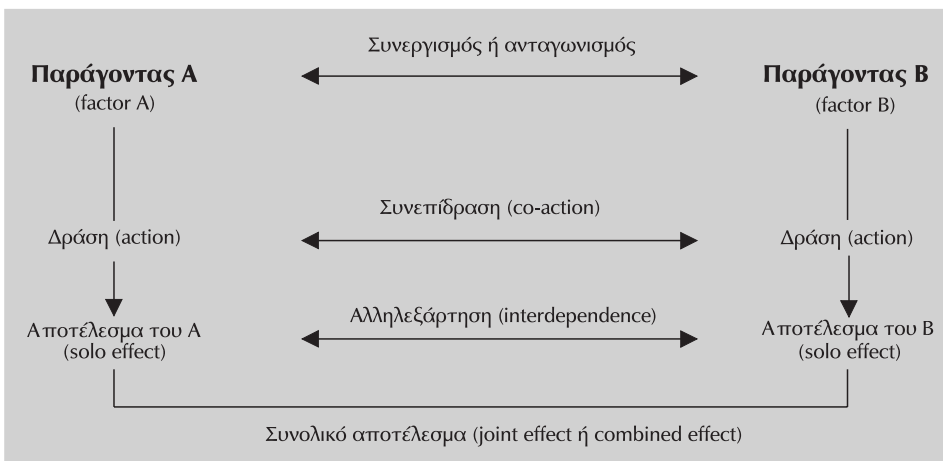 Συνεργισμός ή ανταγωνισμός
Παράγοντας Α
(factor A)
Παράγοντας Β
(factor B)
Συνεπίδραση (co-action)
Δράση (action)
Δράση (action)
Αλληλεξάρτηση (interdependence)
Αποτέλεσμα του Α
(solo effect)
Αποτέλεσμα του Β
(solo effect)
Συνολικό αποτέλεσμα (joint effect ή combined effect)